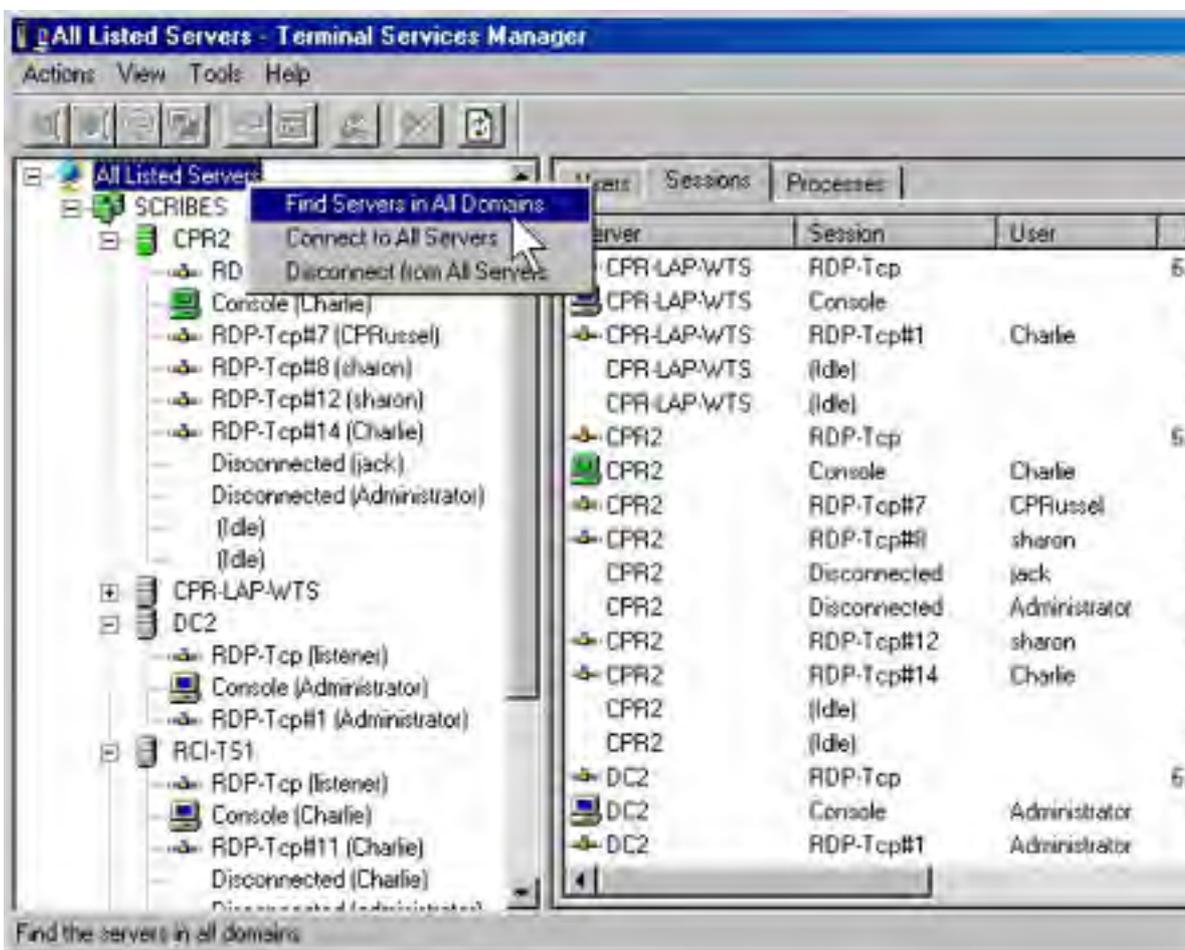 All Listed Servers - Terminal Services Manager
Actions View Tools Help
All Listed Servers
SCRIBES
CPR2
RD
Console (Charlie)
RDP-Tcp#7 (CPRussel)
RDP-Tcp#8 (sharon)
RDP-Tcp#12 (sharon)
RDP-Tcp#14 (Charlie)
Disconnected (jack)
Disconnected (Administrator)
(Idle)
(Idle)
CPR-LAP-WTS
DC2
RDP-Tcp (listener)
Console (Administrator)
RDP-Tcp#1 (Administrator)
RCI-TS1
RDP-Tcp (listener)
Console (Charlie)
RDP-Tcp#11 (Charlie)
Disconnected (Charlie)
Find Servers in All Domains
Connect to All Servers
Disconnect from All Servers
Users Sessions Processes
Server Session User
CPR-LAP-WTS RDP-Tcp 6
CPR-LAP-WTS Console
CPR-LAP-WTS RDP-Tcp#1 Charlie
CPR-LAP-WTS (Idle)
CPR-LAP-WTS (Idle)
CPR2 RDP-Tcp 6
CPR2 Console Charlie
CPR2 RDP-Tcp#7 CPRussel
CPR2 RDP-Tcp#8 sharon
CPR2 Disconnected jack
CPR2 Disconnected Administrator
CPR2 RDP-Tcp#12 sharon
CPR2 RDP-Tcp#14 Charlie
CPR2 (Idle)
CPR2 (Idle)
DC2 RDP-Tcp 6
DC2 Console Administrator
DC2 RDP-Tcp#1 Administrator
Find the servers in all domains